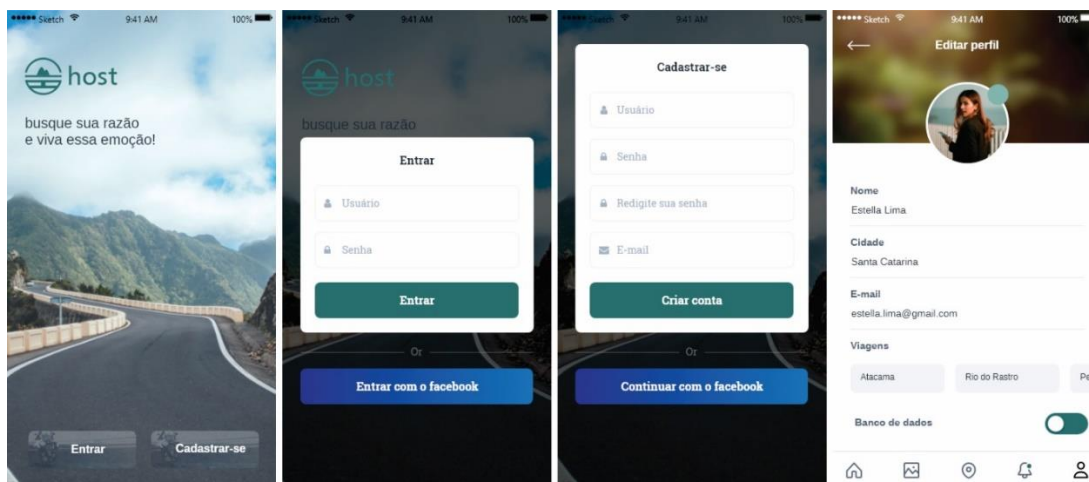 Sketch 9:41 AM 100%
host
busque sua razão
e viva essa emoção!
Entrar Cadastrar-se
Sketch 9:41 AM 100%
host
busque sua razão
Entrar
Usuário
Senha
Entrar
Or
Entrar com o facebook
Sketch 9:41 AM 100%
Cadastrar-se
Usuário
Senha
Redigite sua senha
E-mail
Criar conta
Or
Continuar com o facebook
Sketch 9:41 AM 100%
Editar perfil
Nome
Estella Lima
Cidade
Santa Catarina
E-mail
estella.lima@gmail.com
Viagens
Atacama Rio do Rastro Pe
Banco de dados